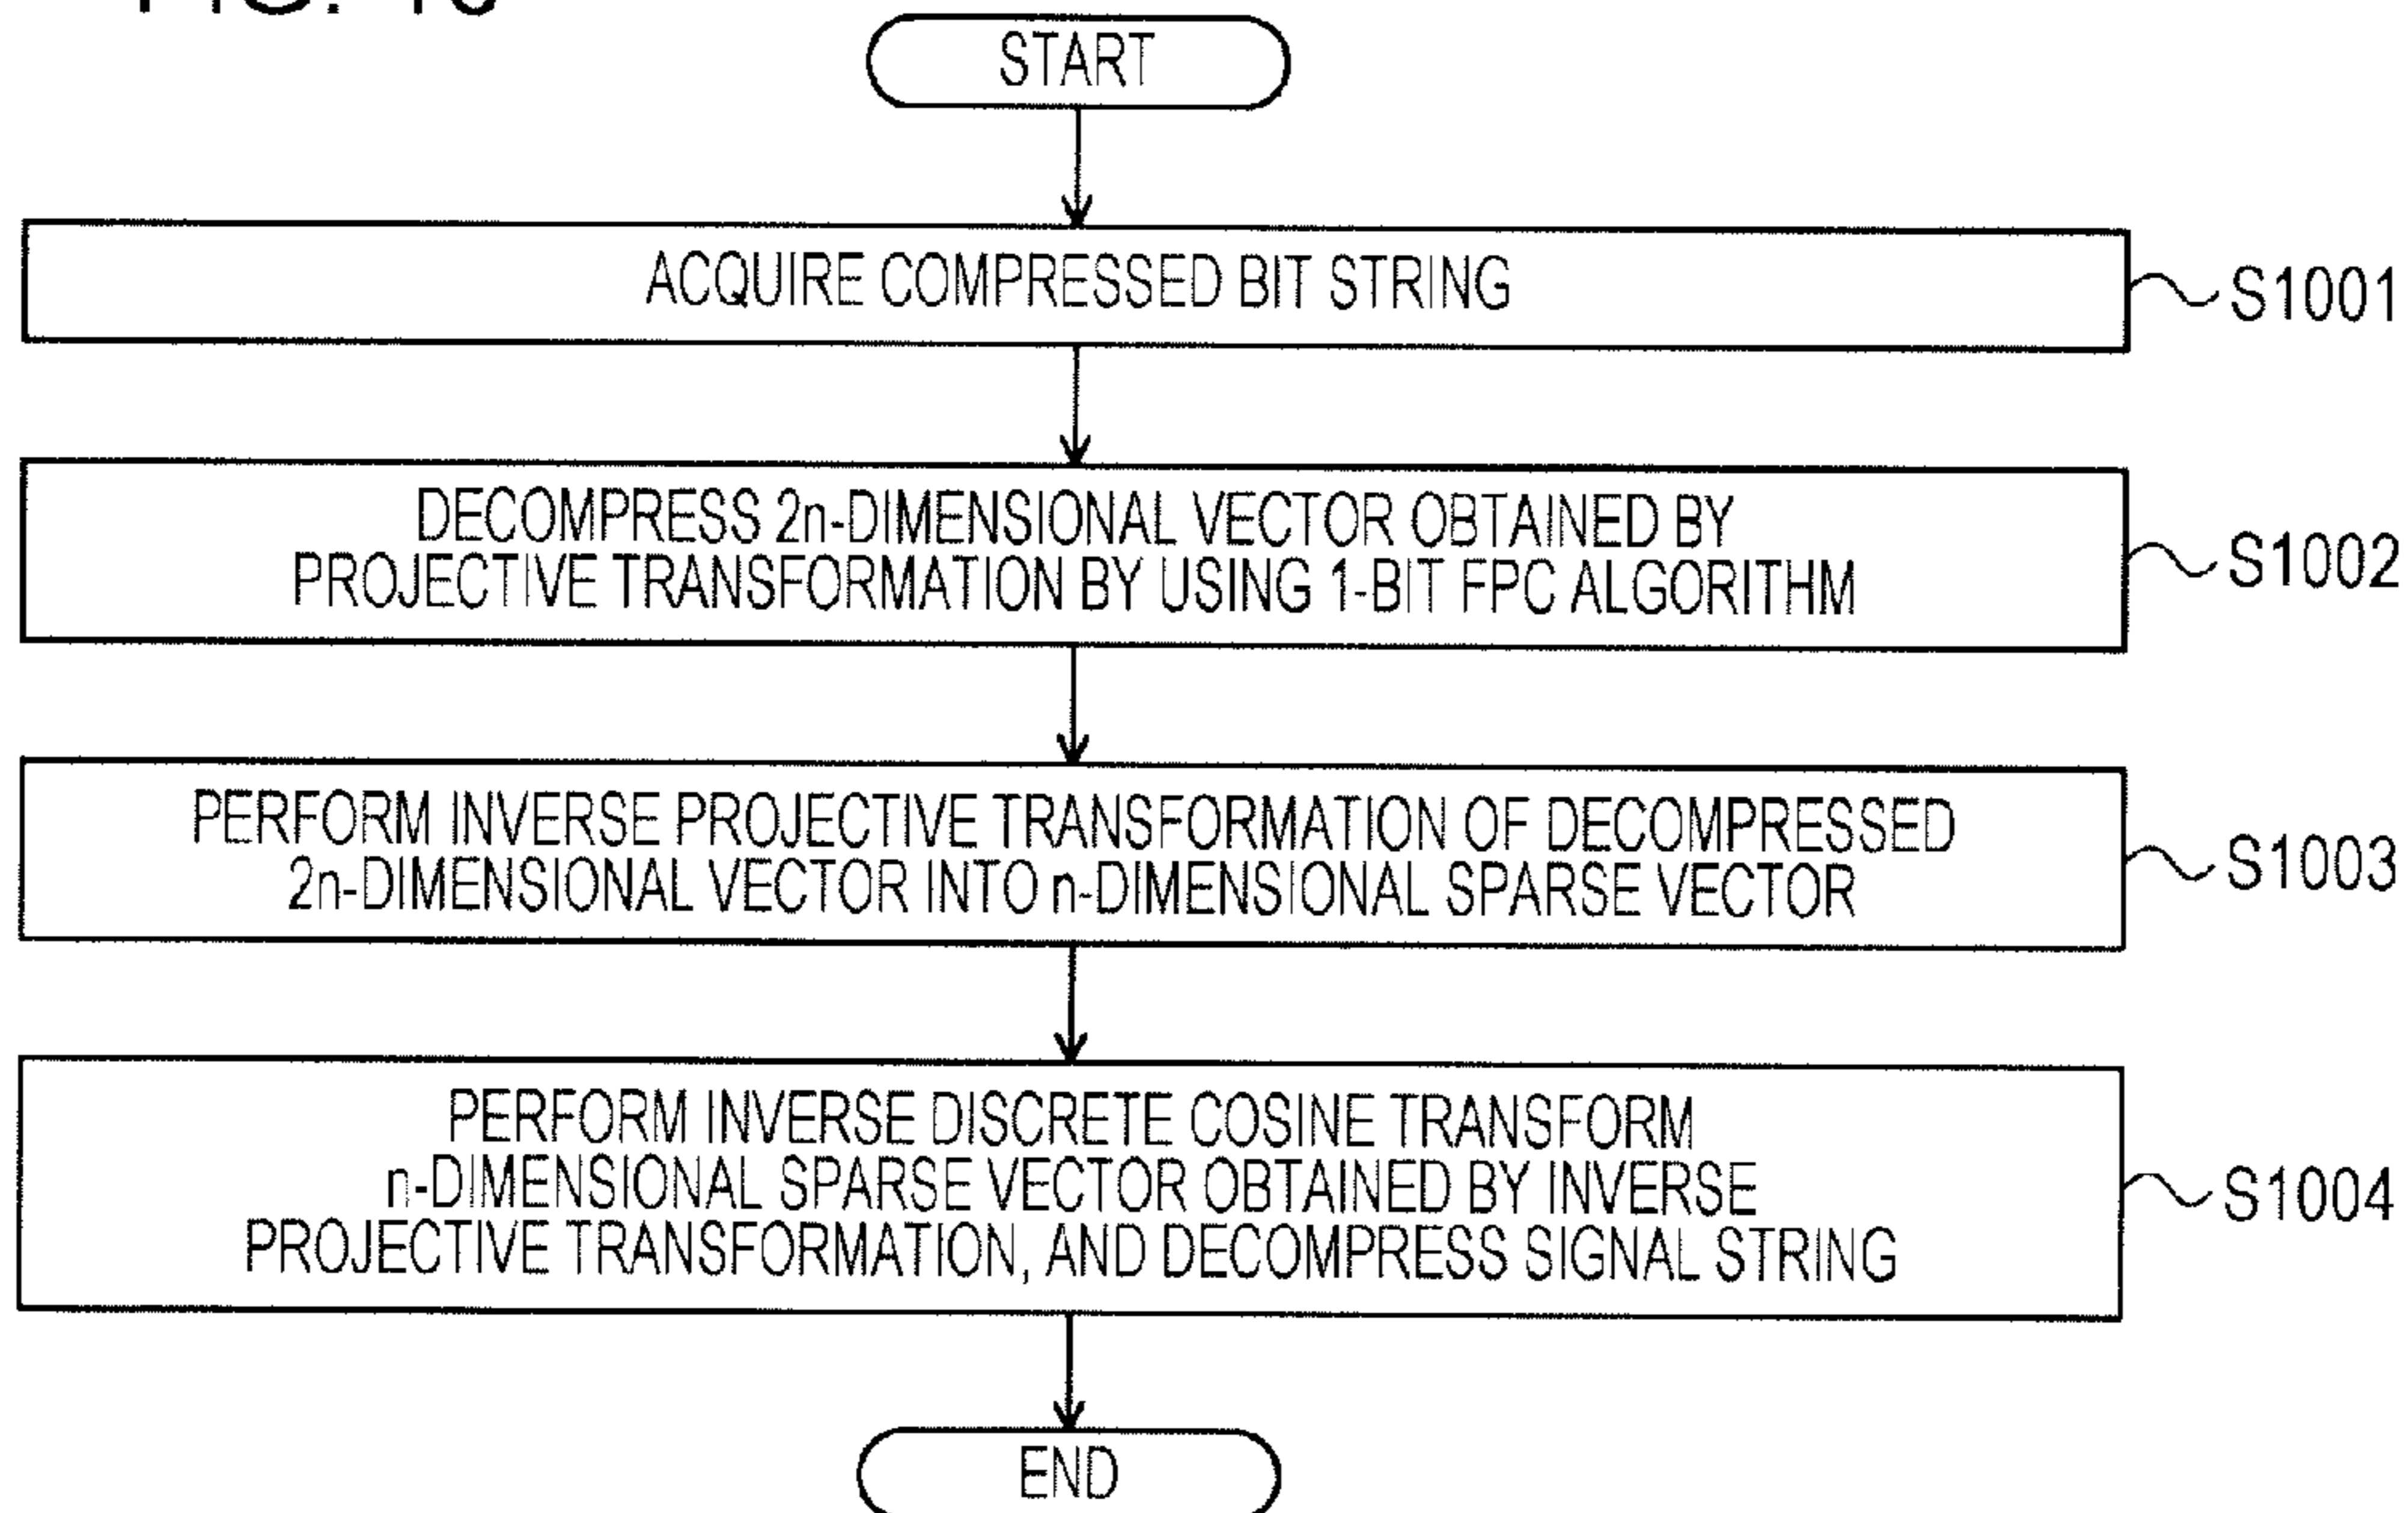 START
ACQUIRE COMPRESSED BIT STRING
S1001
DECOMPRESS 2n-DIMENSIONAL VECTOR OBTAINED BY
PROJECTIVE TRANSFORMATION BY USING 1-BIT FPC ALGORITHM
S1002
PERFORM INVERSE PROJECTIVE TRANSFORMATION OF DECOMPRESSED
2n-DIMENSIONAL VECTOR INTO n-DIMENSIONAL SPARSE VECTOR
S1003
PERFORM INVERSE DISCRETE COSINE TRANSFORM
n-DIMENSIONAL SPARSE VECTOR OBTAINED BY INVERSE
PROJECTIVE TRANSFORMATION, AND DECOMPRESS SIGNAL STRING
S1004
END